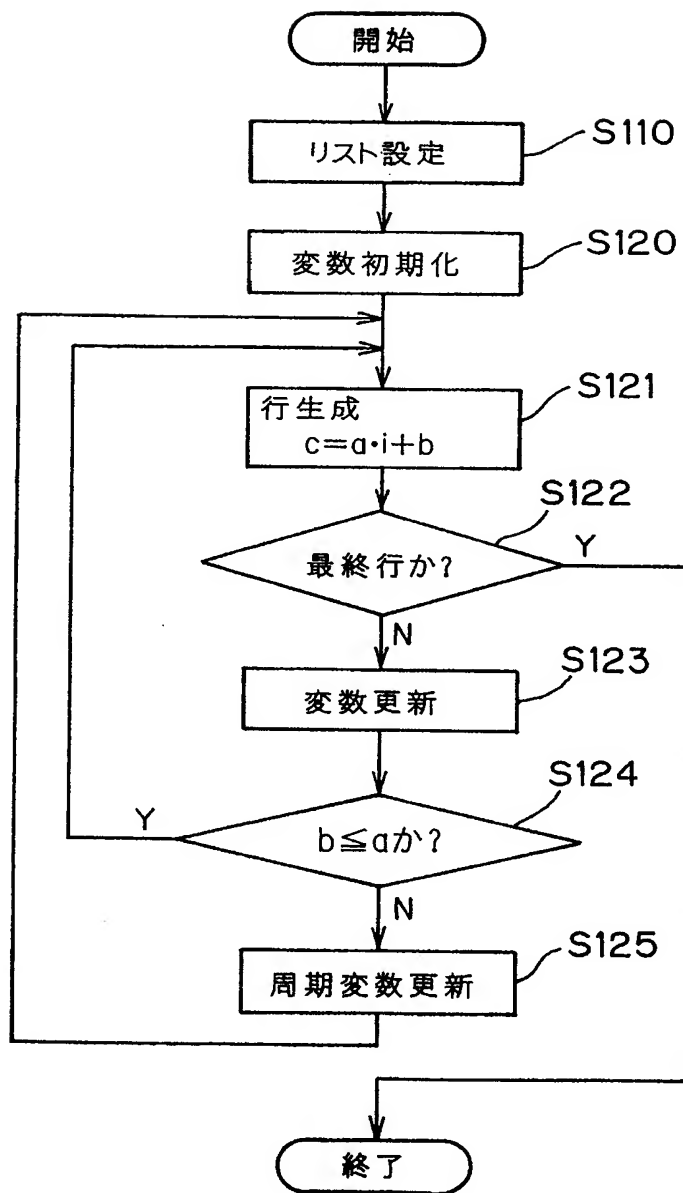 開始
リスト設定
S110
変数初期化
S120
行生成
c=a·i+b
S121
最終行か?
S122
Y
N
変数更新
S123
b≦aか?
S124
Y
N
周期変数更新
S125
終了